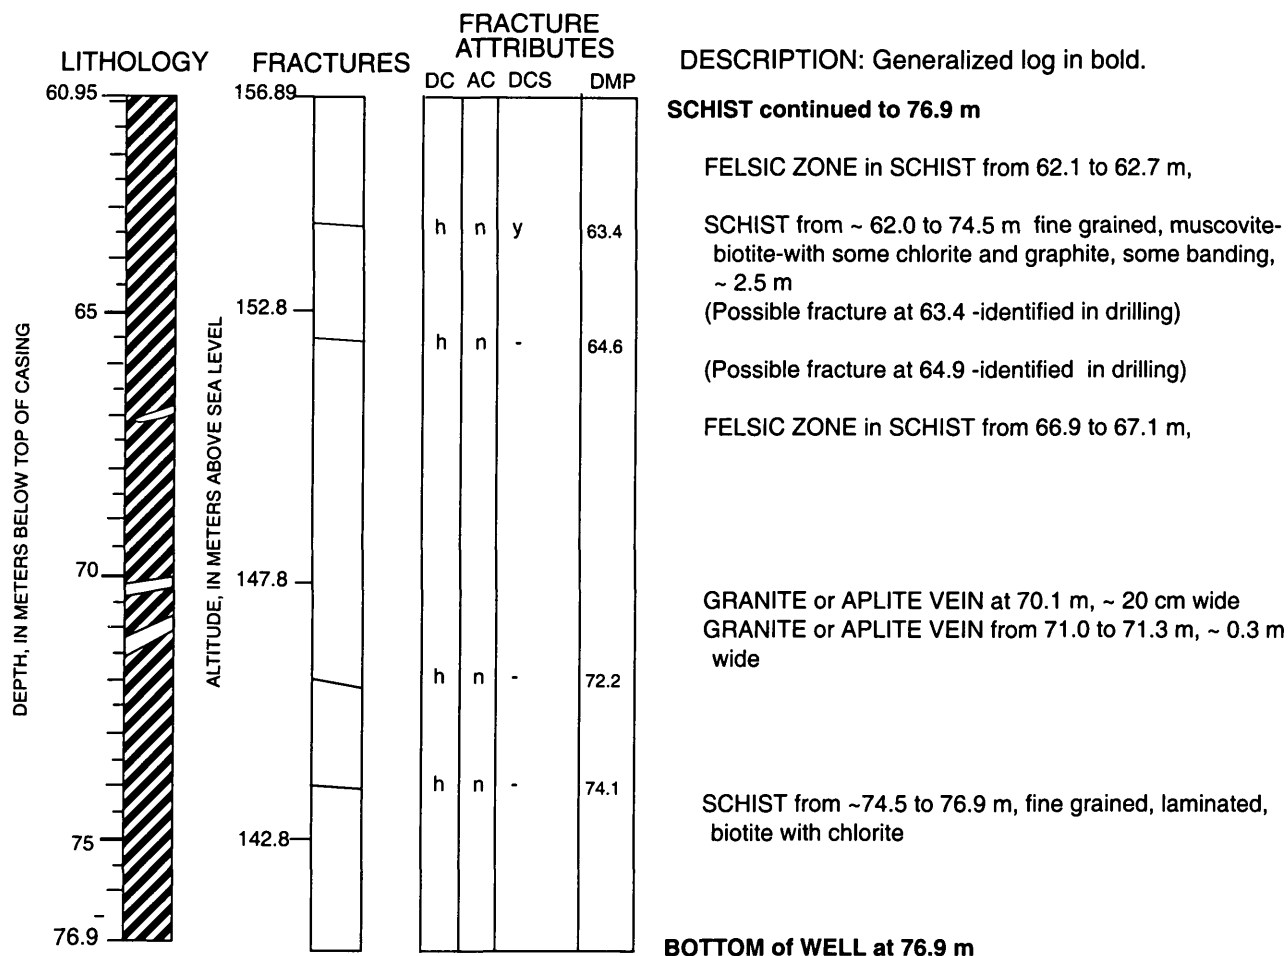 LITHOLOGY
FRACTURES
FRACTURE
ATTRIBUTES
DC AC DCS DMP
DESCRIPTION: Generalized log in bold.
60.95
156.89
SCHIST continued to 76.9 m
FELSIC ZONE in SCHIST from 62.1 to 62.7 m,
h n y 63.4
SCHIST from ~ 62.0 to 74.5 m fine grained, muscovite-
biotite-with some chlorite and graphite, some banding,
~ 2.5 m
65
152.8
(Possible fracture at 63.4 -identified in drilling)
h n - 64.6
(Possible fracture at 64.9 -identified in drilling)
FELSIC ZONE in SCHIST from 66.9 to 67.1 m,
DEPTH, IN METERS BELOW TOP OF CASING
ALTITUDE, IN METERS ABOVE SEA LEVEL
70
147.8
GRANITE or APLITE VEIN at 70.1 m, ~ 20 cm wide
GRANITE or APLITE VEIN from 71.0 to 71.3 m, ~ 0.3 m
wide
h n - 72.2
h n - 74.1
SCHIST from ~74.5 to 76.9 m, fine grained, laminated,
biotite with chlorite
75
142.8
76.9
BOTTOM of WELL at 76.9 m